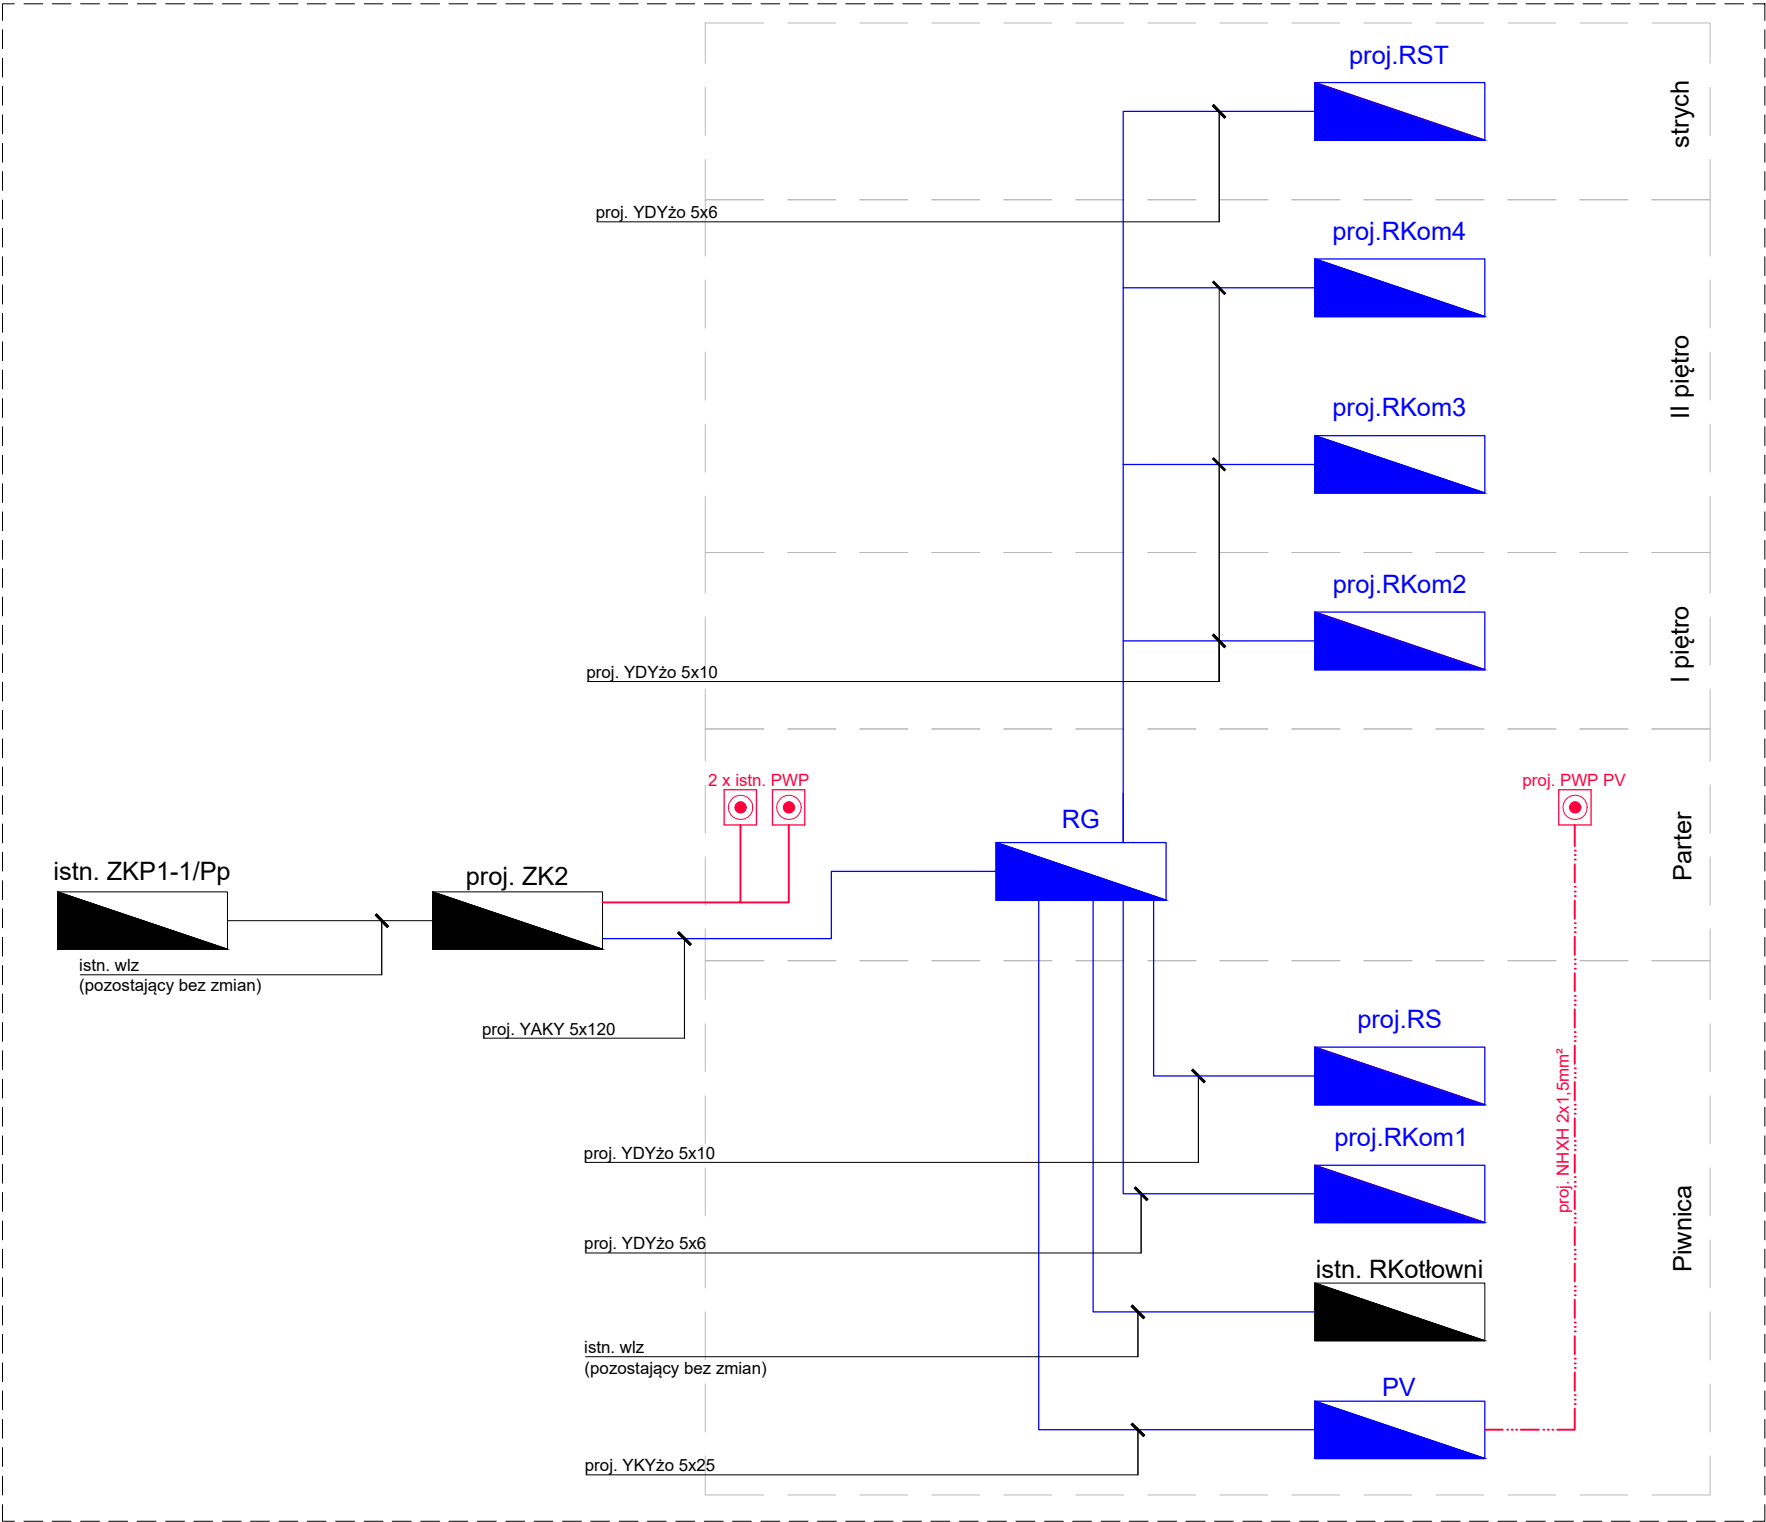 proj.RST
strych
proj. YDYżo 5x6
proj.RKom4
II piętro
proj.RKom3
proj.RKom2
I piętro
proj. YDYżo 5x10
2 x istn. PWP
proj. PWP PV
RG
Parter
istn. ZKP1-1/Pp
proj. ZK2
istn. wlz
(pozostający bez zmian)
proj. YAKY 5x120
proj.RS
proj. NHXH 2x1,5mm²
proj. YDYżo 5x10
proj.RKom1
Piwnica
proj. YDYżo 5x6
istn. RKotłowni
istn. wlz
(pozostający bez zmian)
PV
proj. YKYżo 5x25